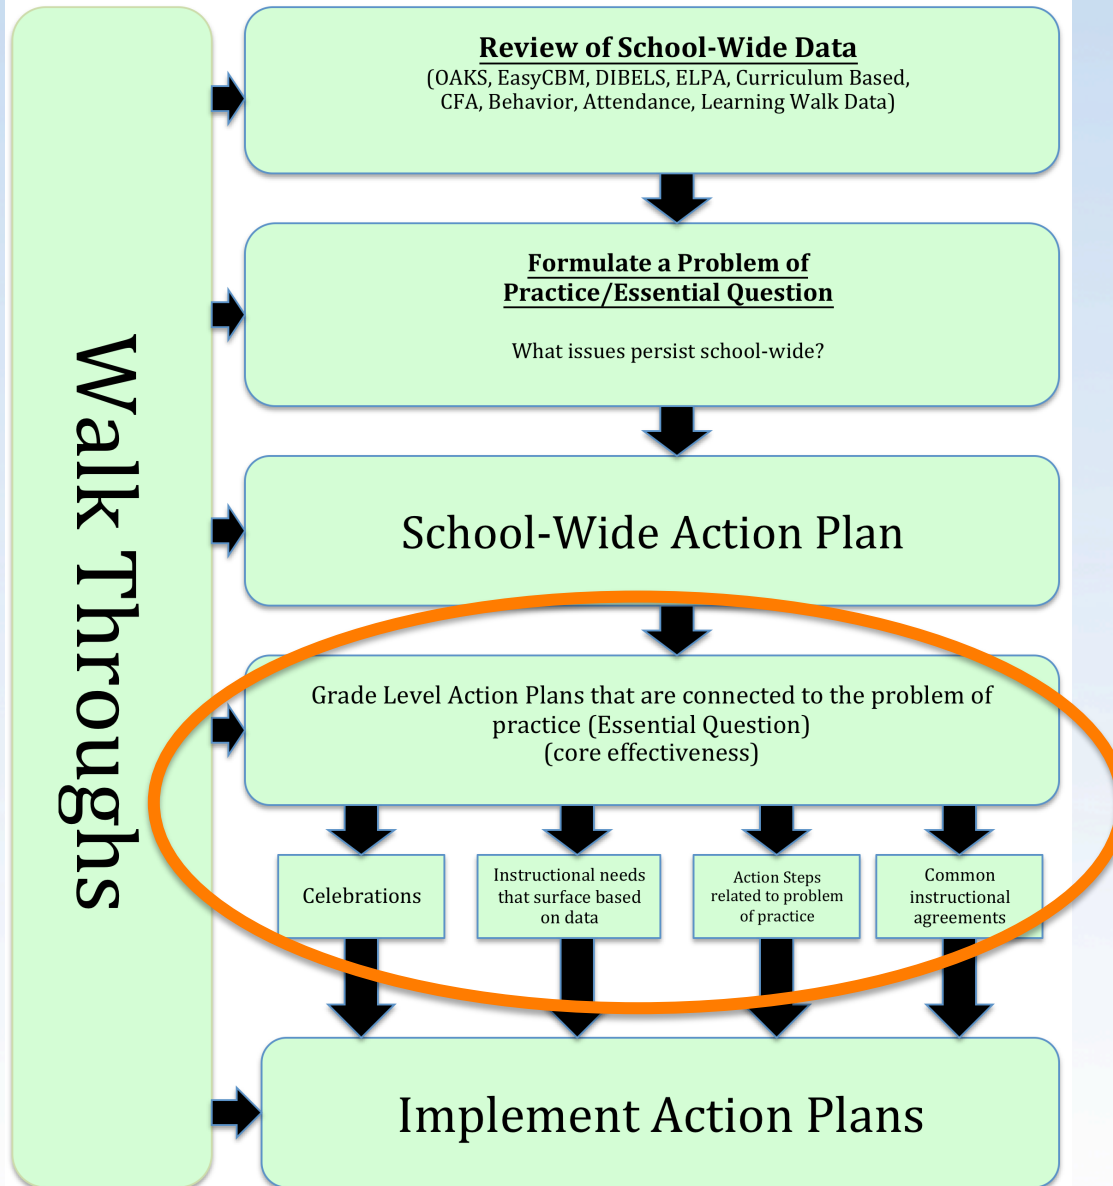 Walk Throughs
Review of School-Wide Data
(OAKS, EasyCBM, DIBELS, ELPA, Curriculum Based,
CFA, Behavior, Attendance, Learning Walk Data)
Formulate a Problem of
Practice/Essential Question
What issues persist school-wide?
School-Wide Action Plan
Grade Level Action Plans that are connected to the problem of
practice (Essential Question)
(core effectiveness)
Celebrations
Instructional needs
that surface based
on data
Action Steps
related to problem
of practice
Common
instructional
agreements
Implement Action Plans